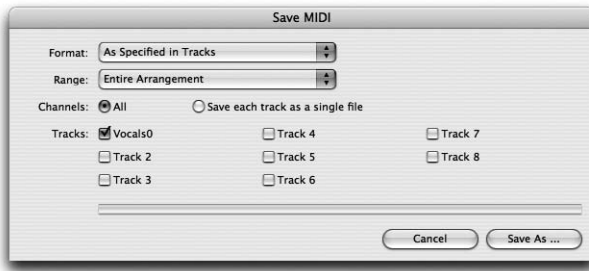 Save MIDI
Format: As Specified in Tracks
Range: Entire Arrangement
Channels: All Save each track as a single file
Tracks: Vocals0 Track 4 Track 7
Track 2 Track 5 Track 8
Track 3 Track 6
Cancel Save As ...